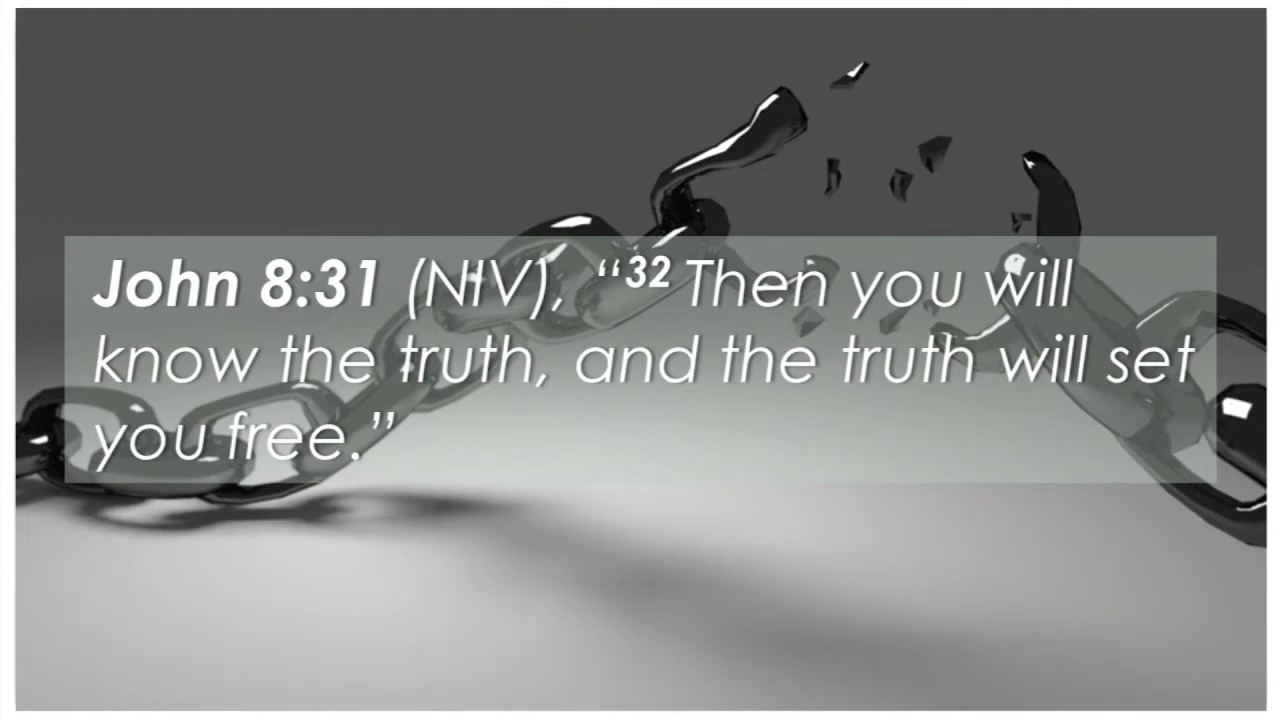 John 8:31 (NIV), “32 Then you will
know the truth, and the truth will set
you free.”